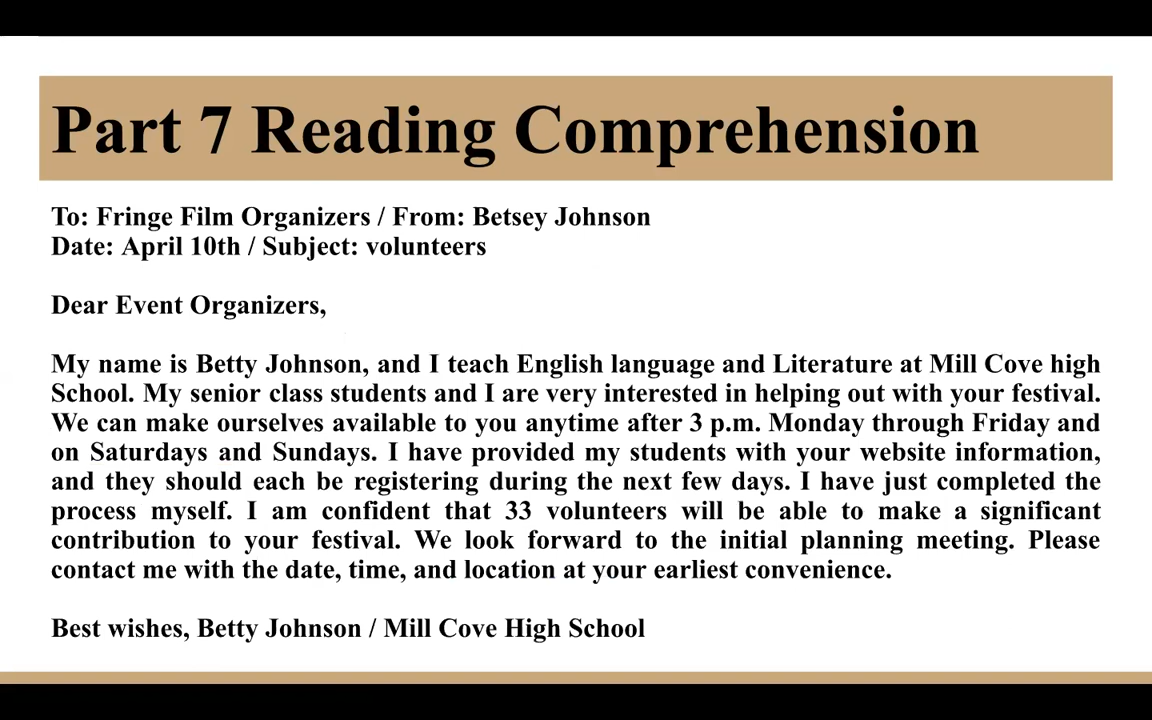 Part 7 Reading Comprehension
To: Fringe Film Organizers / From: Betsey Johnson
Date: April 10th / Subject: volunteers
Dear Event Organizers,
My name is Betty Johnson, and I teach English language and Literature at Mill Cove high
School. My senior class students and I are very interested in helping out with your festival.
We can make ourselves available to you anytime after 3 p.m. Monday through Friday and
on Saturdays and Sundays. I have provided my students with your website information,
and they should each be registering during the next few days. I have just completed the
process myself. I am confident that 33 volunteers will be able to make a significant
contribution to your festival. We look forward to the initial planning meeting. Please
contact me with the date, time, and location at your earliest convenience.
Best wishes, Betty Johnson / Mill Cove High School